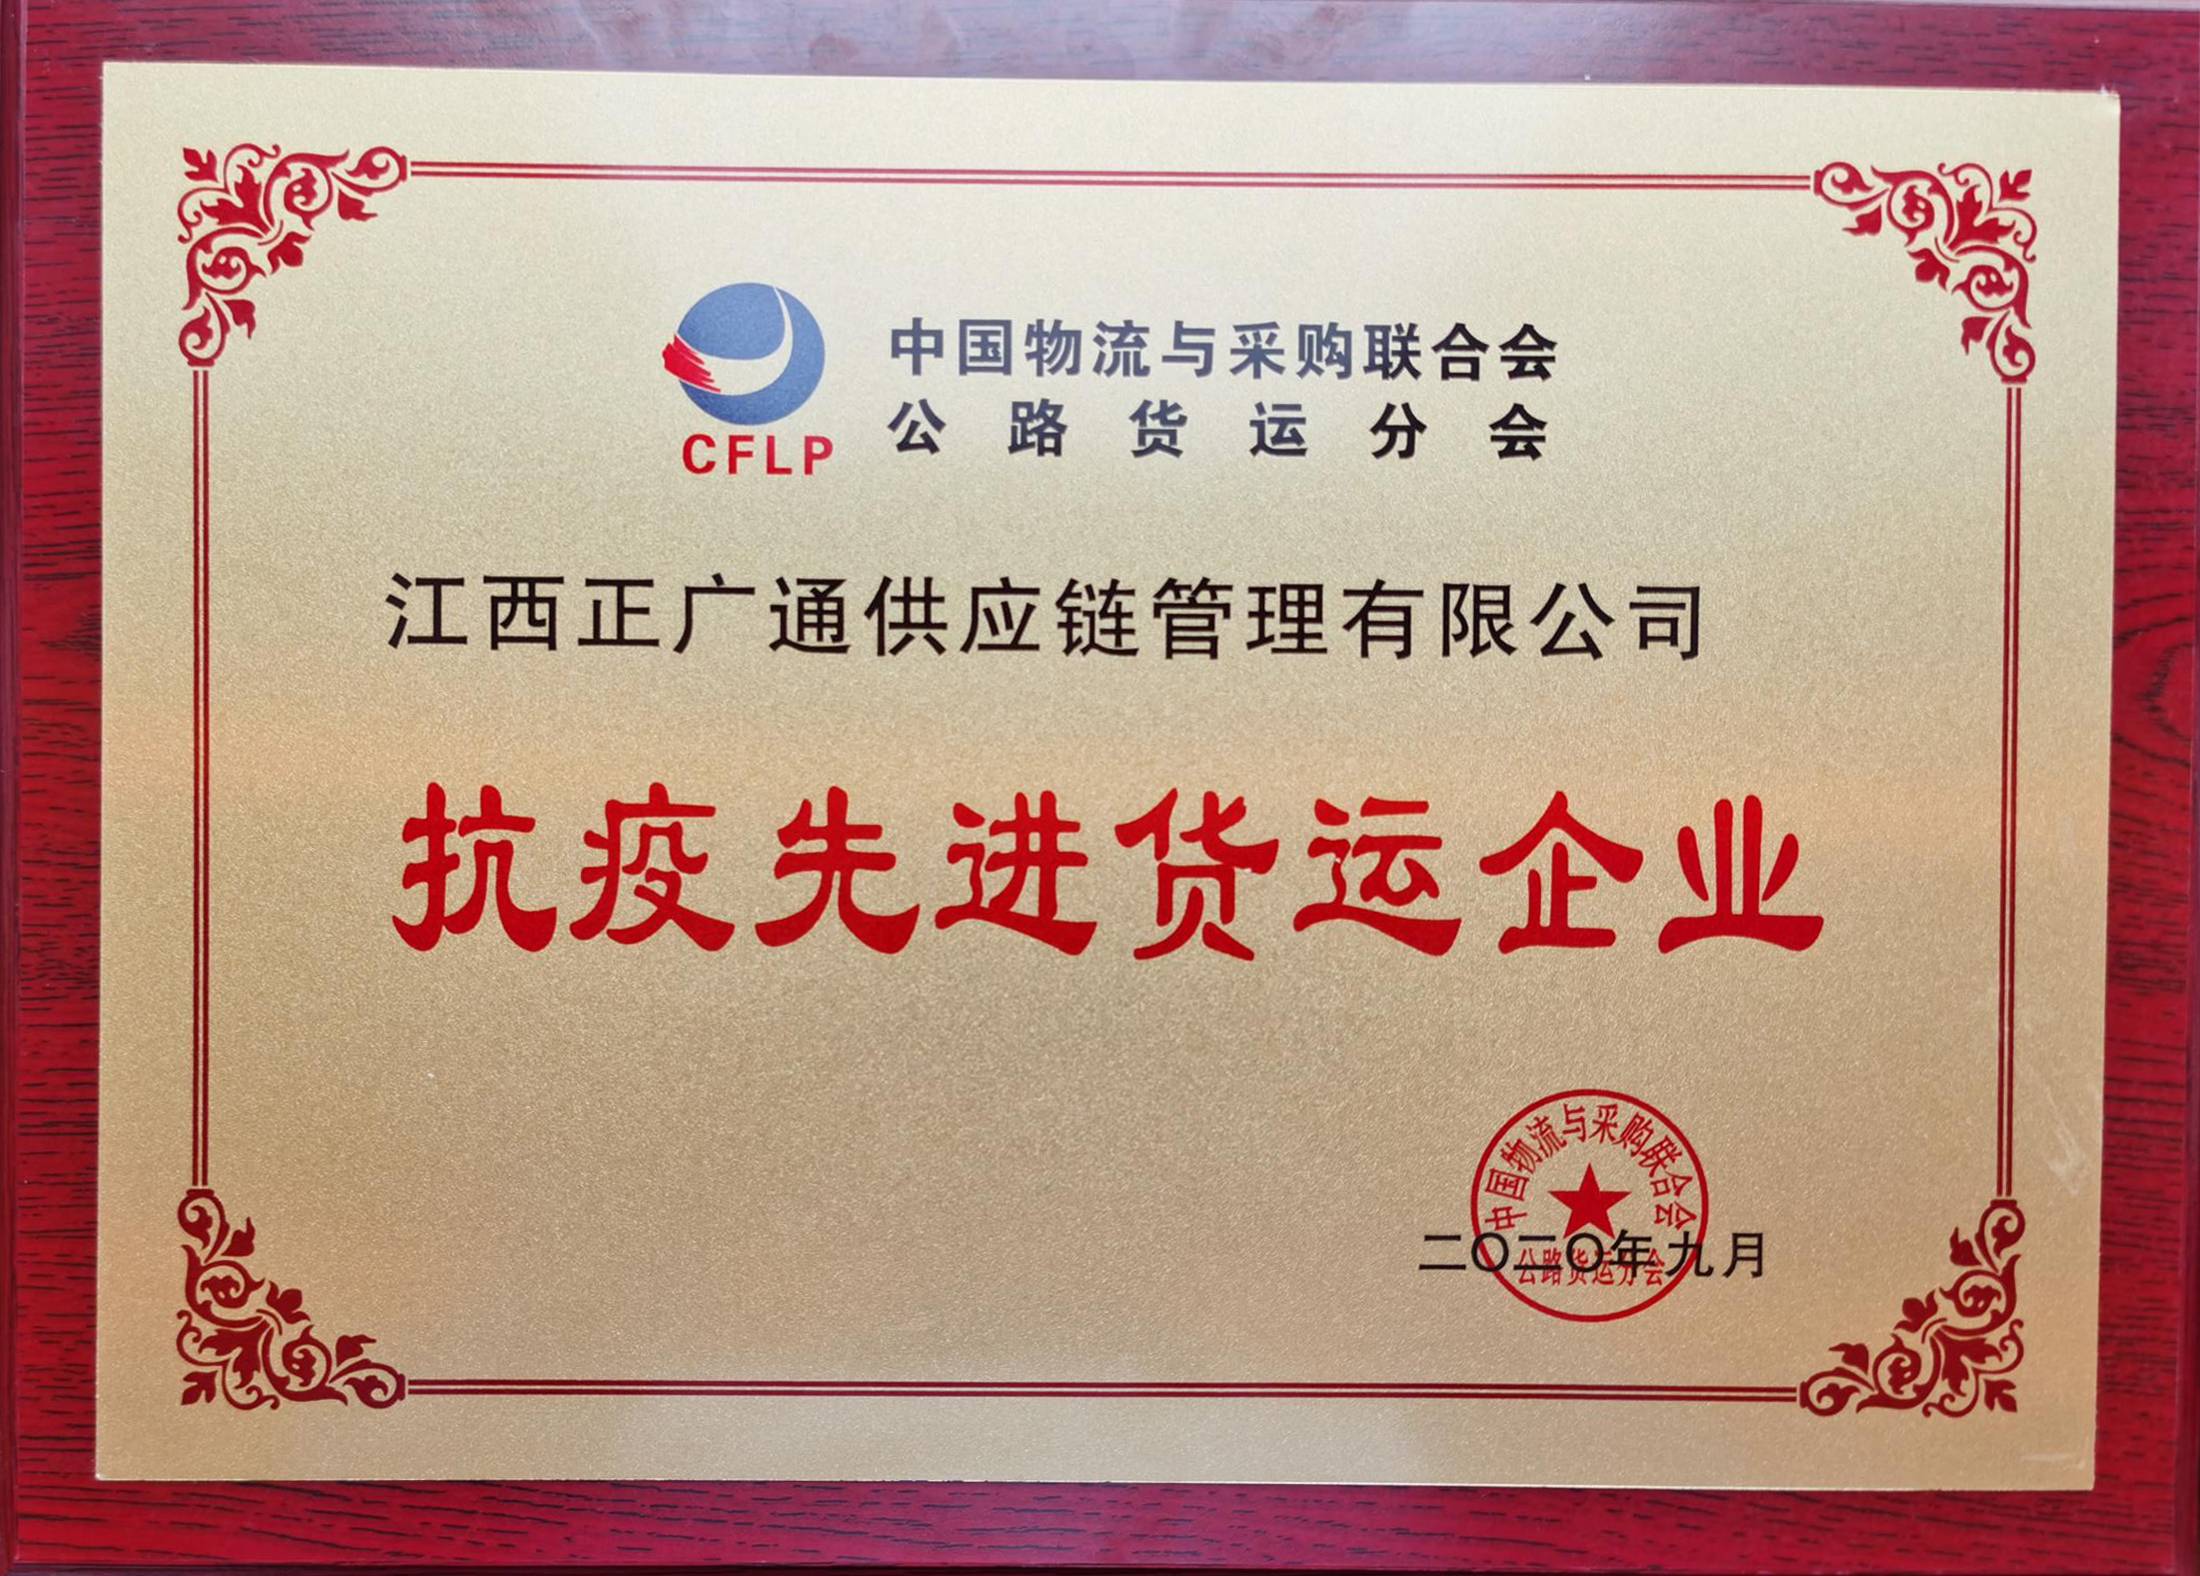 中国物流与采购联合会
公路货运分会
CFLP
江西正广通供应链管理有限公司
抗疫先进货运企业
中国物流与采购联合会
公路货运分会
二〇二〇年九月